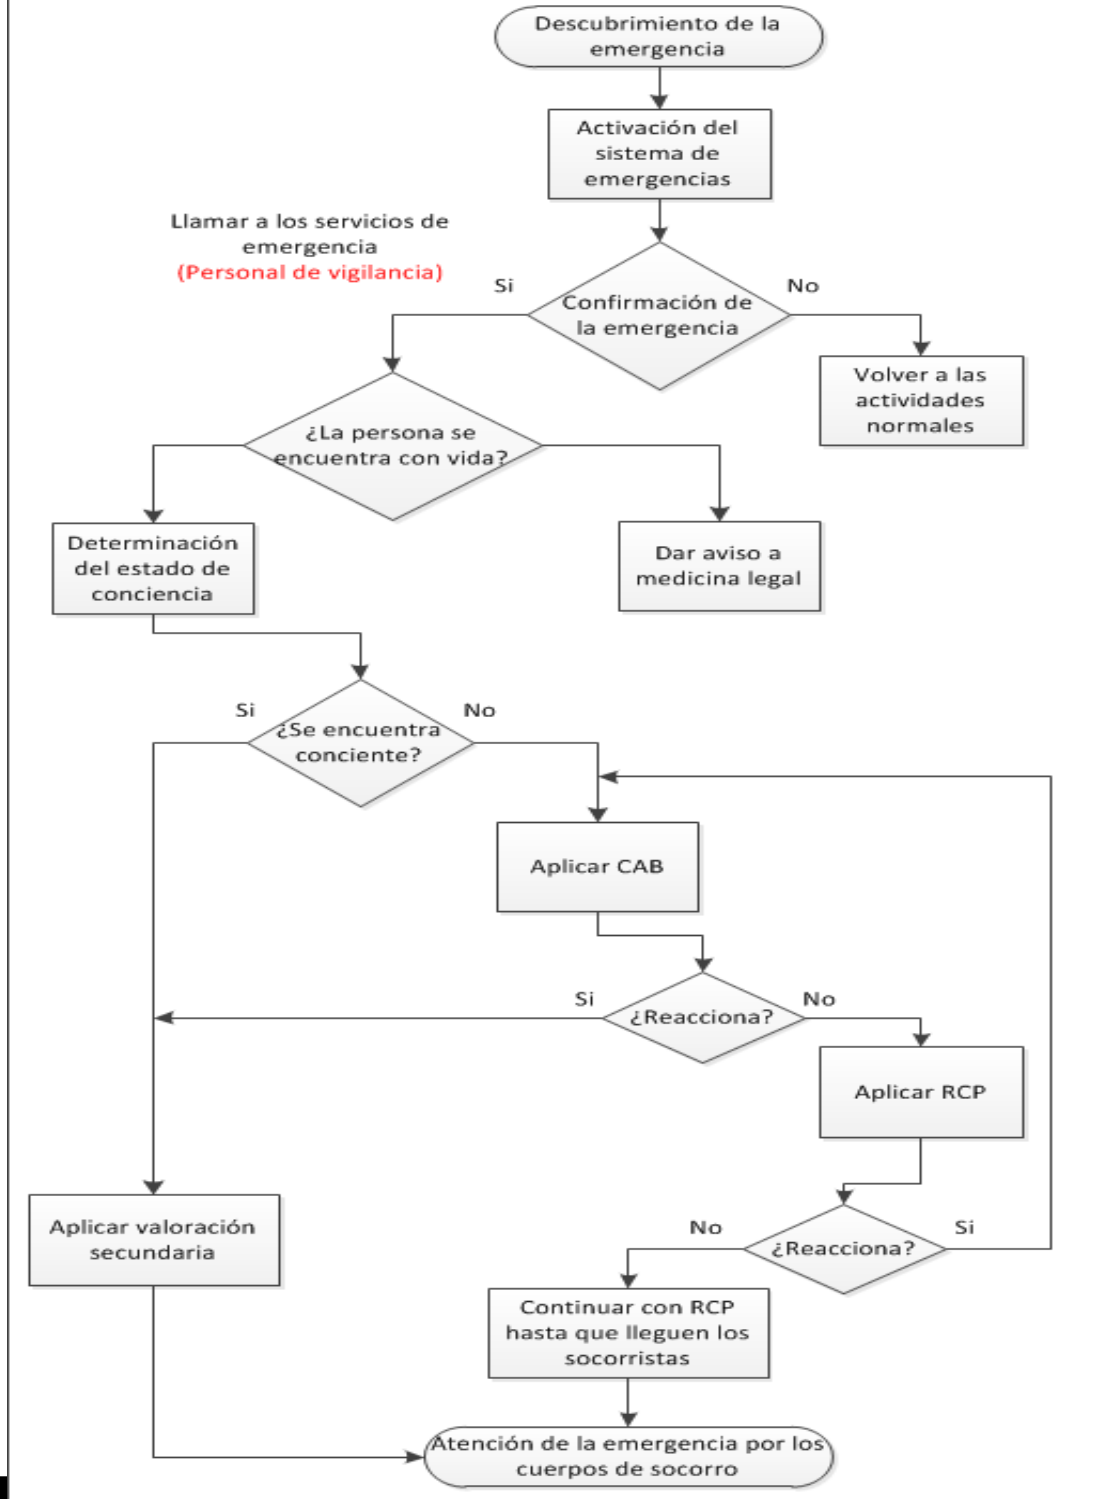 Descubrimiento de la
emergencia
Activación del
sistema de
emergencias
Llamar a los servicios de
emergencia
(Personal de vigilancia)
Si
No
Confirmación de
la emergencia
Volver a las
actividades
normales
¿La persona se
encuentra con vida?
Determinación
del estado de
conciencia
Dar aviso a
medicina legal
Si
No
¿Se encuentra
conciente?
Aplicar CAB
Si
No
¿Reacciona?
Aplicar RCP
Aplicar valoración
secundaria
No
Si
¿Reacciona?
Continuar con RCP
hasta que lleguen los
socorristas
Atención de la emergencia por los
cuerpos de socorro